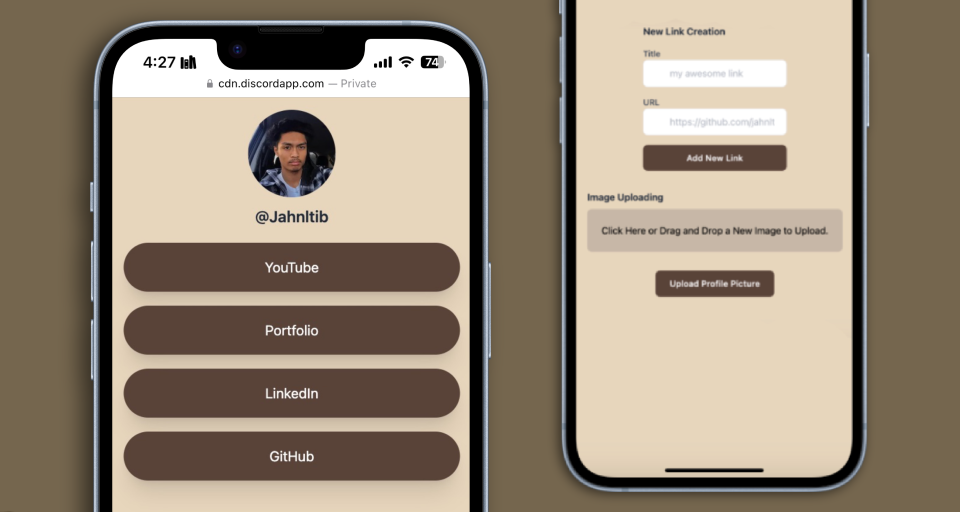 4:27
74
cdn.discordapp.com — Private
@Jahnltib
YouTube
Portfolio
LinkedIn
GitHub
New Link Creation
Title
my awesome link
URL
https://github.com/jahnlt
Add New Link
Image Uploading
Click Here or Drag and Drop a New Image to Upload.
Upload Profile Picture